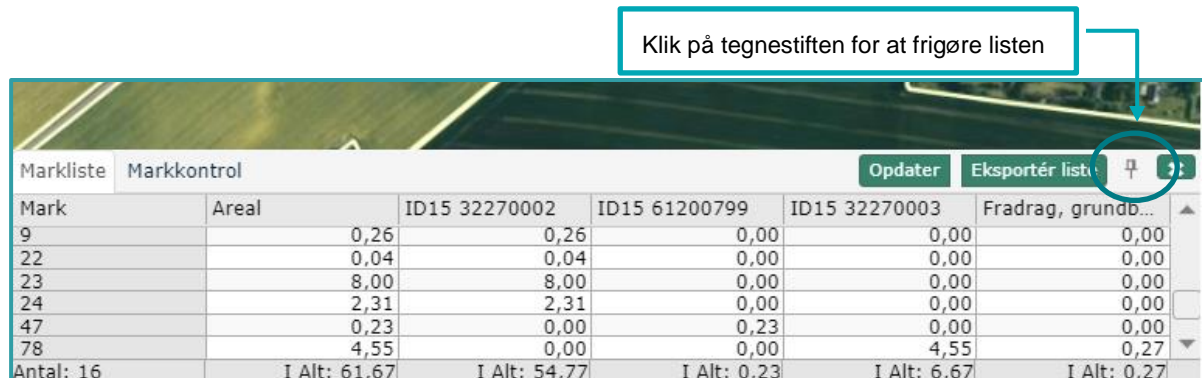 Klik på tegnestiften for at frigøre listen
Markliste Markkontrol Opdater Eksportér liste
Mark Areal ID15 32270002 ID15 61200799 ID15 32270003 Fradrag, grundb...
9 0,26 0,26 0,00 0,00 0,00
22 0,04 0,04 0,00 0,00 0,00
23 8,00 8,00 0,00 0,00 0,00
24 2,31 2,31 0,00 0,00 0,00
47 0,23 0,00 0,23 0,00 0,00
78 4,55 0,00 0,00 4,55 0,27
Antal: 16 I Alt: 61,67 I Alt: 54,77 I Alt: 0,23 I Alt: 6,67 I Alt: 0,27